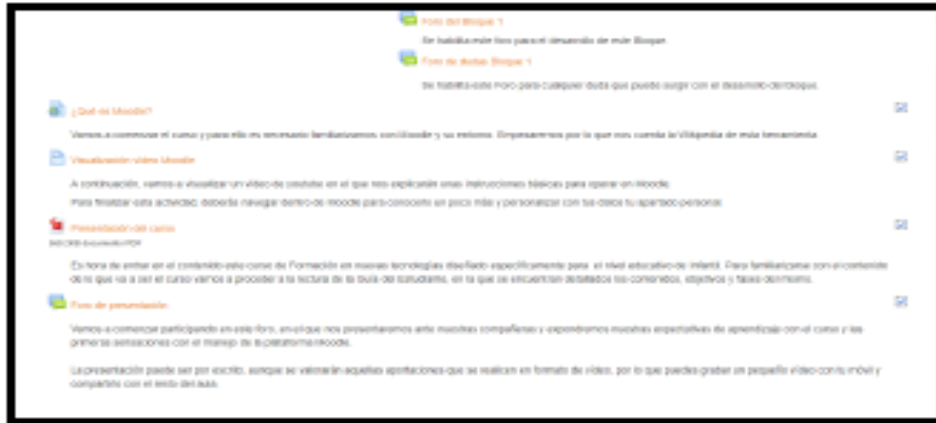 Foro del Bloque 1
Se habilita este foro para el desarrollo de este Bloque.
Foro de dudas Bloque 1
Se habilita este Foro para cualquier duda que pueda surgir con el desarrollo del Bloque.
¿Qué es Moodle?
Vamos a comenzar el curso y para ello es necesario familiarizarnos con Moodle y su entorno. Empezaremos por lo que nos cuenta la Wikipedia de esta herramienta.
Visualización vídeo Moodle
A continuación, vamos a visualizar un vídeo de youtube en el que nos explicarán unas instrucciones básicas para operar en Moodle.
Para finalizar esta actividad, deberás navegar dentro de Moodle para conocerlo un poco más y personalizar con tus datos tu apartado personal.
Presentación del curso
documento PDF
Es hora de entrar en el contenido este curso de Formación en nuevas tecnologías diseñado específicamente para el nivel educativo de Infantil. Para familiarizarse con el contenido
de lo que va a ser el curso vamos a proceder a la lectura de la Guía del Estudiante, en la que se encuentran detallados los contenidos, objetivos y fases del mismo.
Foro de presentación
Vamos a comenzar participando en este foro, en el que nos presentaremos ante nuestras compañeras y expondremos nuestras expectativas de aprendizaje con el curso y las
primeras sensaciones con el manejo de la plataforma Moodle.
La presentación puede ser por escrito, aunque se valorarán aquellas aportaciones que se realicen en formato de vídeo, por lo que puedes grabar un pequeño vídeo con tu móvil y
compartirlo con el resto del aula.